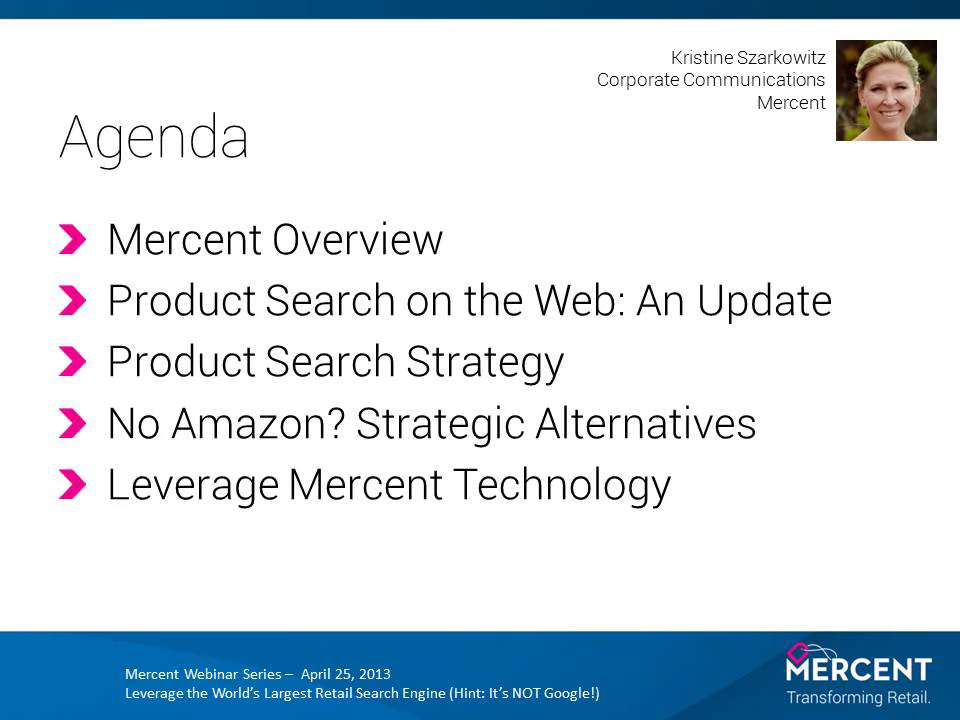 Kristine Szarkowitz
Corporate Communications
Mercent
Agenda
Mercent Overview
Product Search on the Web: An Update
Product Search Strategy
No Amazon? Strategic Alternatives
Leverage Mercent Technology
Mercent Webinar Series – April 25, 2013
Leverage the World's Largest Retail Search Engine (Hint: It's NOT Google!)
MERCENT
Transforming Retail.